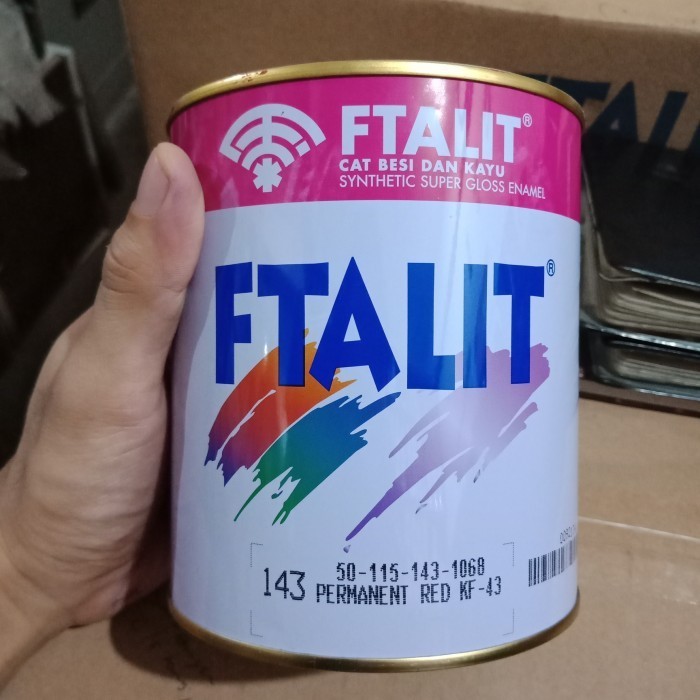 FTALIT®
CAT BESI DAN KAYU
SYNTHETIC SUPER GLOSS ENAMEL
FTALIT®
143
50-115-143-1068
PERMANENT RED KF-43